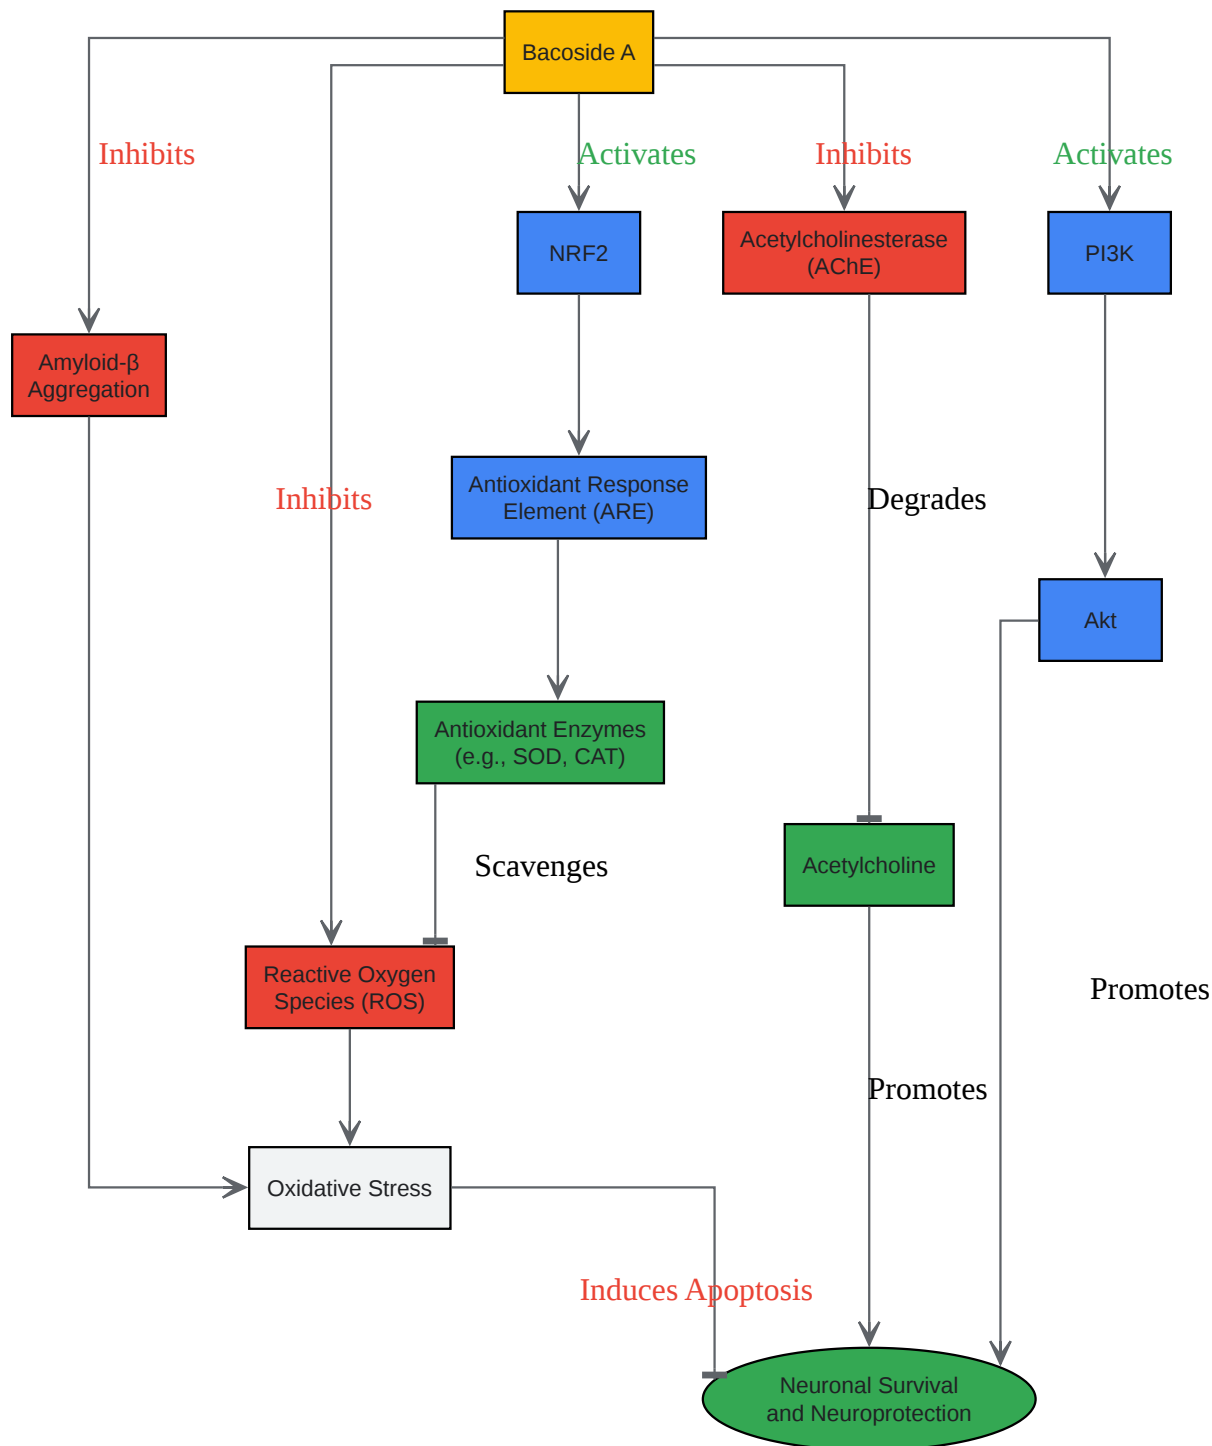 Bacoside A
Inhibits
Activates
Inhibits
Activates
NRF2
Acetylcholinesterase
(AChE)
PI3K
Amyloid-β
Aggregation
Inhibits
Antioxidant Response
Element (ARE)
Degrades
Akt
Antioxidant Enzymes
(e.g., SOD, CAT)
Scavenges
Acetylcholine
Reactive Oxygen
Species (ROS)
Promotes
Promotes
Oxidative Stress
Induces Apoptosis
Neuronal Survival
and Neuroprotection